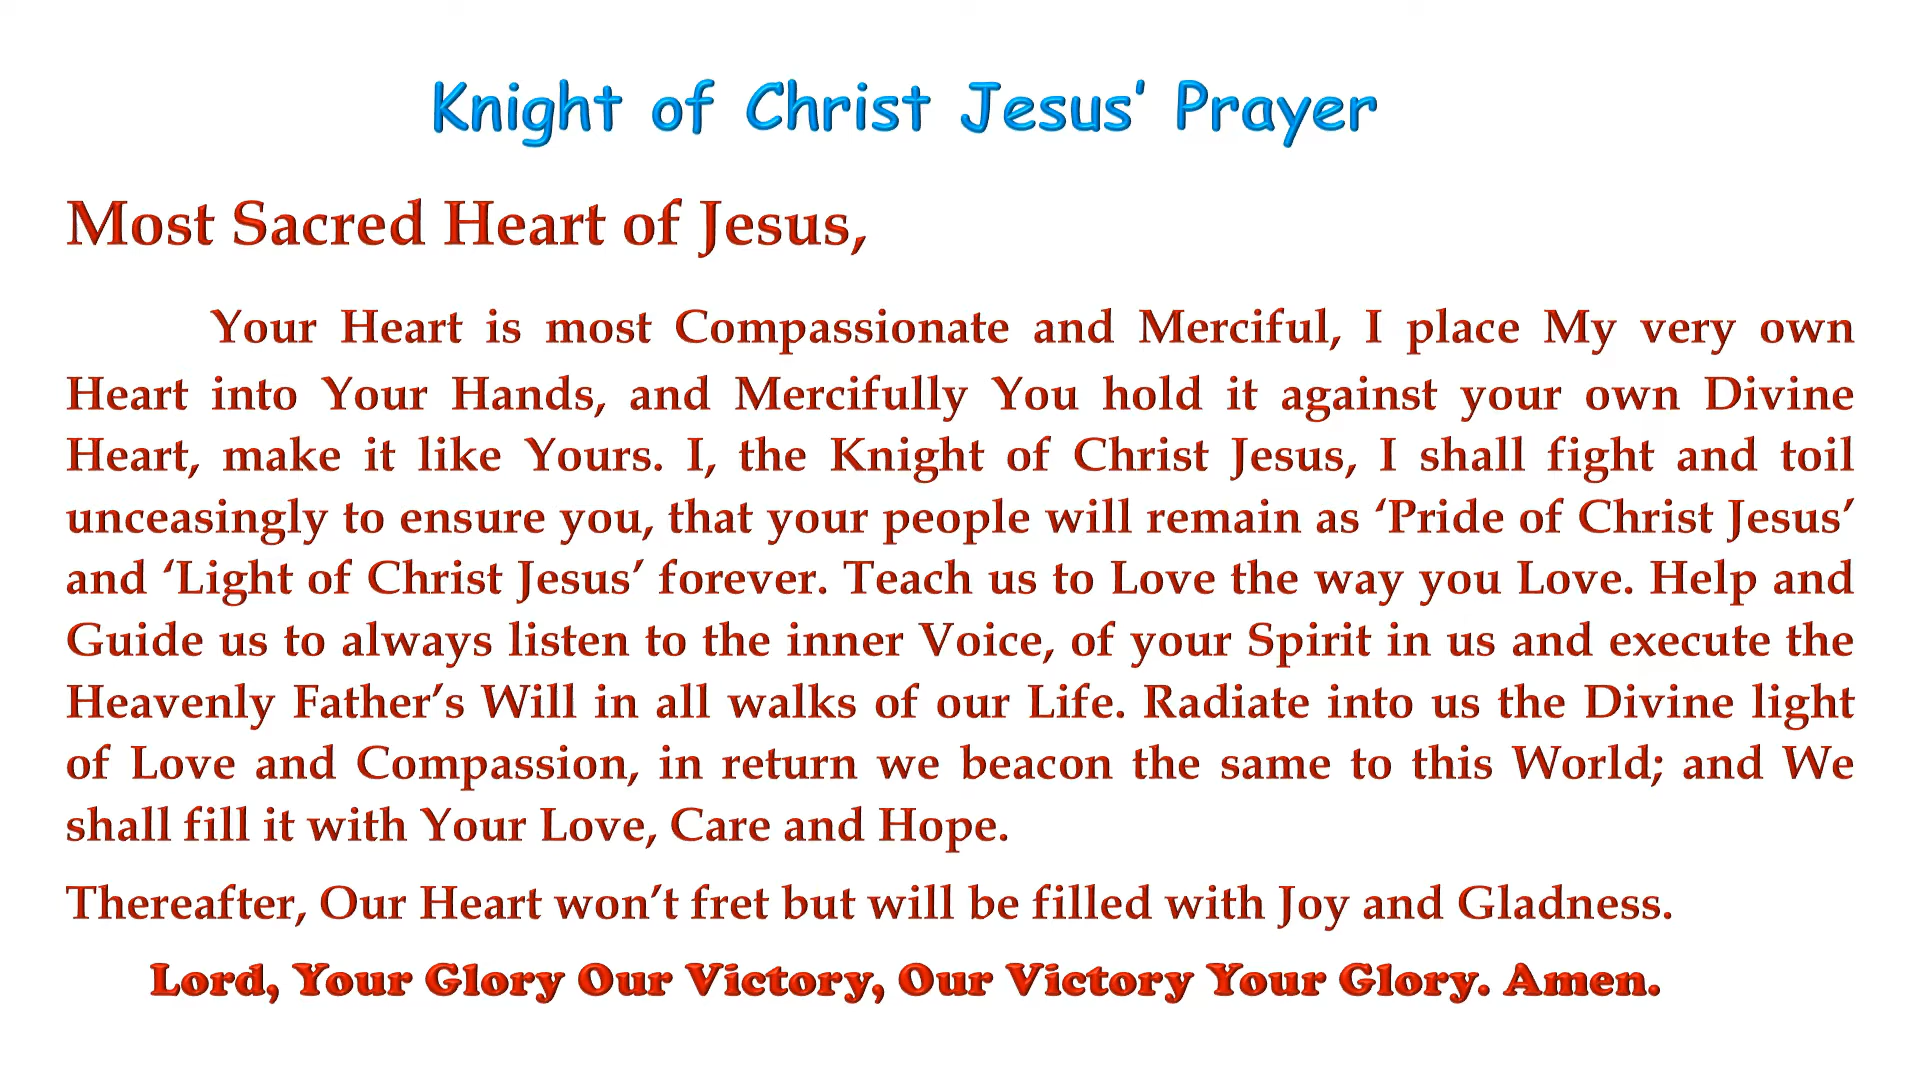 Knight of Christ Jesus’ Prayer
Most Sacred Heart of Jesus,
Your Heart is most Compassionate and Merciful, I place My very own
Heart into Your Hands, and Mercifully You hold it against your own Divine
Heart, make it like Yours. I, the Knight of Christ Jesus, I shall fight and toil
unceasingly to ensure you, that your people will remain as ‘Pride of Christ Jesus’
and ‘Light of Christ Jesus’ forever. Teach us to Love the way you Love. Help and
Guide us to always listen to the inner Voice, of your Spirit in us and execute the
Heavenly Father’s Will in all walks of our Life. Radiate into us the Divine light
of Love and Compassion, in return we beacon the same to this World; and We
shall fill it with Your Love, Care and Hope.
Thereafter, Our Heart won’t fret but will be filled with Joy and Gladness.
Lord, Your Glory Our Victory, Our Victory Your Glory. Amen.